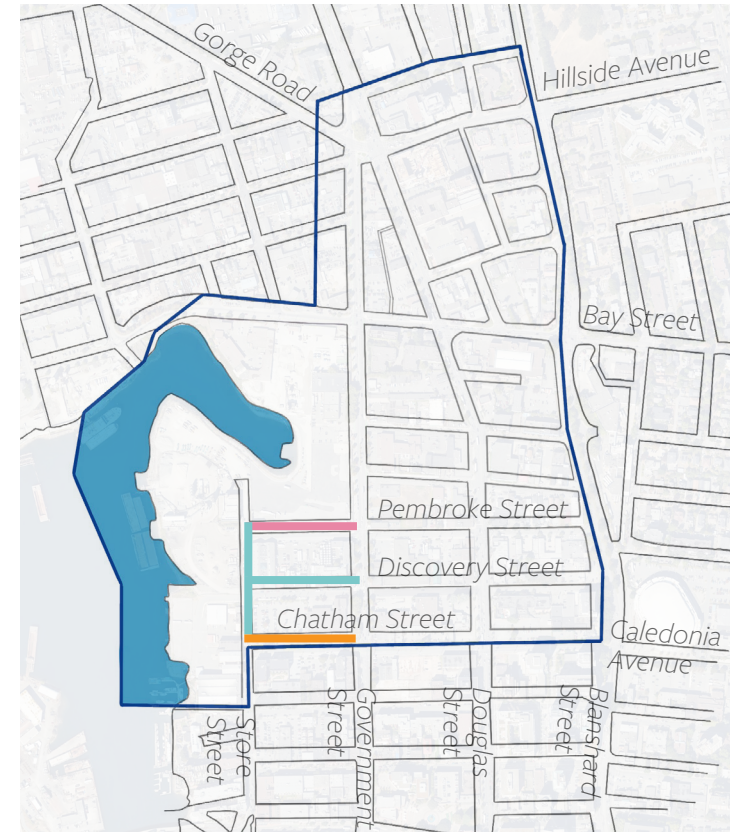 Gorge Road
Hillside Avenue
Bay Street
Pembroke Street
Discovery Street
Chatham Street
Caledonia
Avenue
Store
Street
Government
Street
Douglas
Street
Blanshard
Street